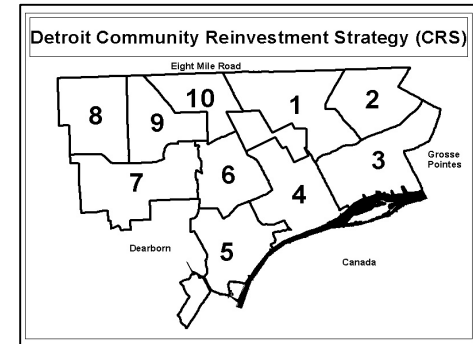 Detroit Community Reinvestment Strategy (CRS)
Eight Mile Road
10
1
2
8
9
3
Grosse
Pointes
7
6
4
Dearborn
5
Canada